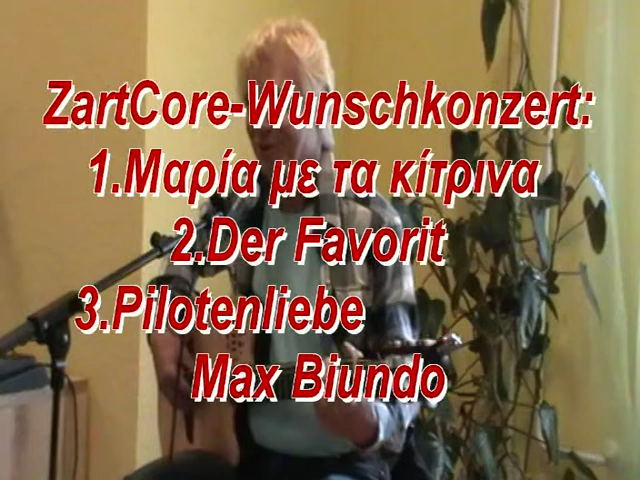 ZartCore-Wunschkonzert:
1.Μαρία με τα κίτρινα
2.Der Favorit
3.Pilotenliebe
Max Biundo